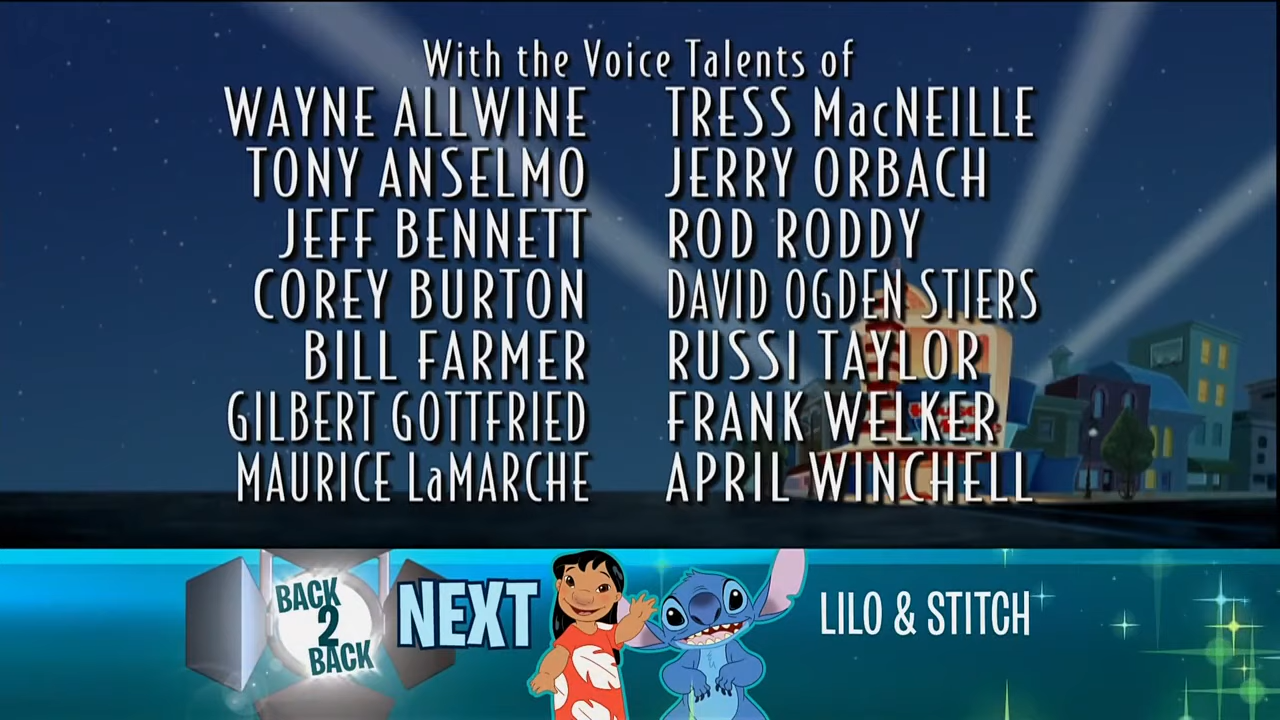 With the Voice Talents of
WAYNE ALLWINE TRESS MacNEILLE
TONY ANSELMO JERRY ORBACH
JEFF BENNETT ROD RODDY
COREY BURTON DAVID OGDEN STIERS
BILL FARMER RUSSI TAYLOR
GILBERT GOTTFRIED FRANK WELKER
MAURICE LaMARCHE APRIL WINCHELL
BACK
2
BACK
NEXT
LILO & STITCH